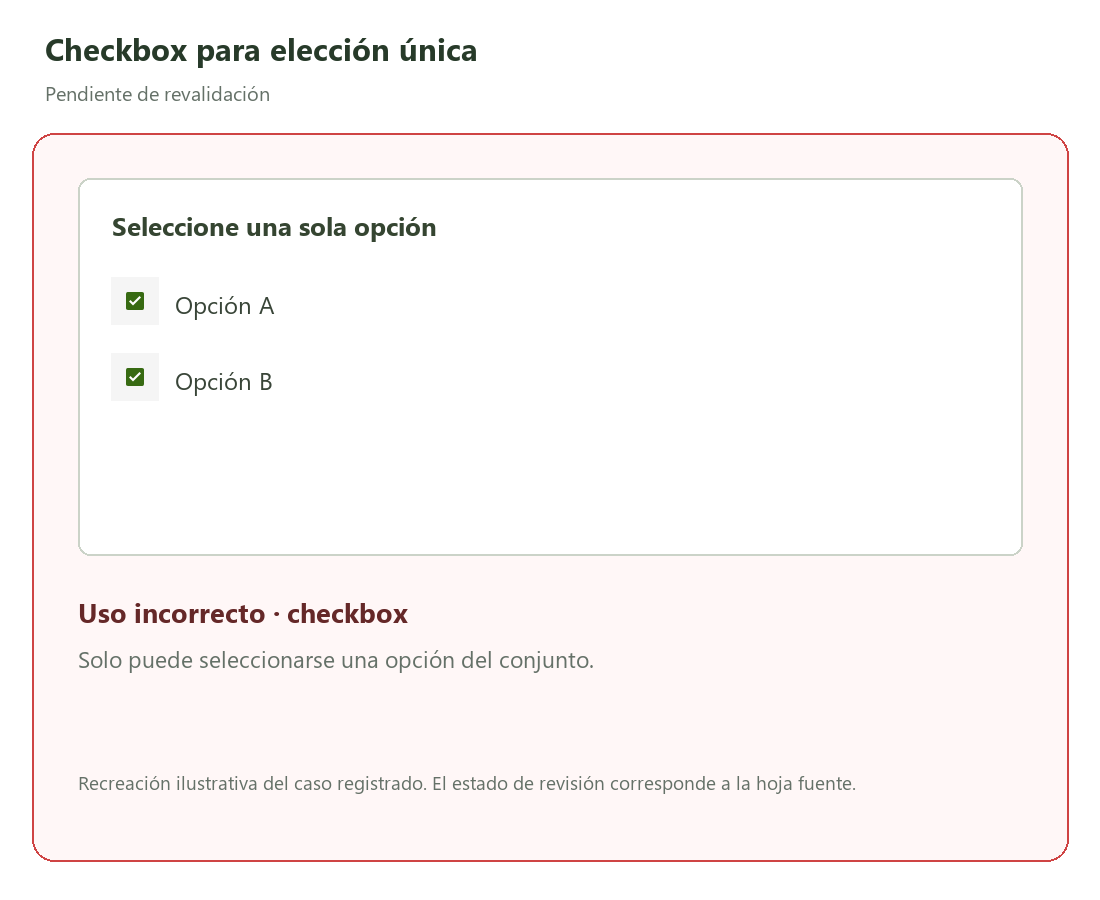 Checkbox para elección única
Pendiente de revalidación
Seleccione una sola opción
Opción A
Opción B
Uso incorrecto · checkbox
Solo puede seleccionarse una opción del conjunto.
Recreación ilustrativa del caso registrado. El estado de revisión corresponde a la hoja fuente.